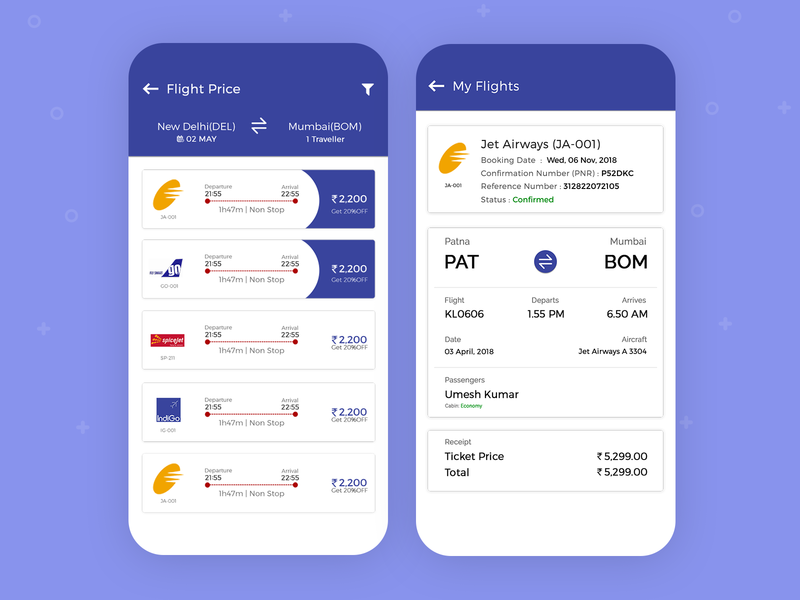 Flight Price
New Delhi(DEL)
Mumbai(BOM)
02 MAY
1 Traveller
Departure
Arrival
21:55
22:55
₹ 2,200
JA-001
1h47m | Non Stop
Get 20%OFF
Departure
Arrival
21:55
22:55
₹ 2,200
go
GO-001
1h47m | Non Stop
Get 20%OFF
Departure
Arrival
21:55
22:55
₹ 2,200
spicejet
SP-211
1h47m | Non Stop
Get 20%OFF
Departure
Arrival
21:55
22:55
₹ 2,200
IndiGo
IG-001
1h47m | Non Stop
Get 20%OFF
Departure
Arrival
21:55
22:55
₹ 2,200
JA-001
1h47m | Non Stop
Get 20%OFF
My Flights
Jet Airways (JA-001)
Booking Date : Wed, 06 Nov, 2018
Confirmation Number (PNR) : P52DKC
Reference Number : 312822072105
Status : Confirmed
JA-001
Patna
Mumbai
PAT
BOM
Flight
Departs
Arrives
KL0606
1.55 PM
6.50 AM
Date
Aircraft
03 April, 2018
Jet Airways A 3304
Passengers
Umesh Kumar
Cabin: Economy
Receipt
Ticket Price
₹ 5,299.00
Total
₹ 5,299.00